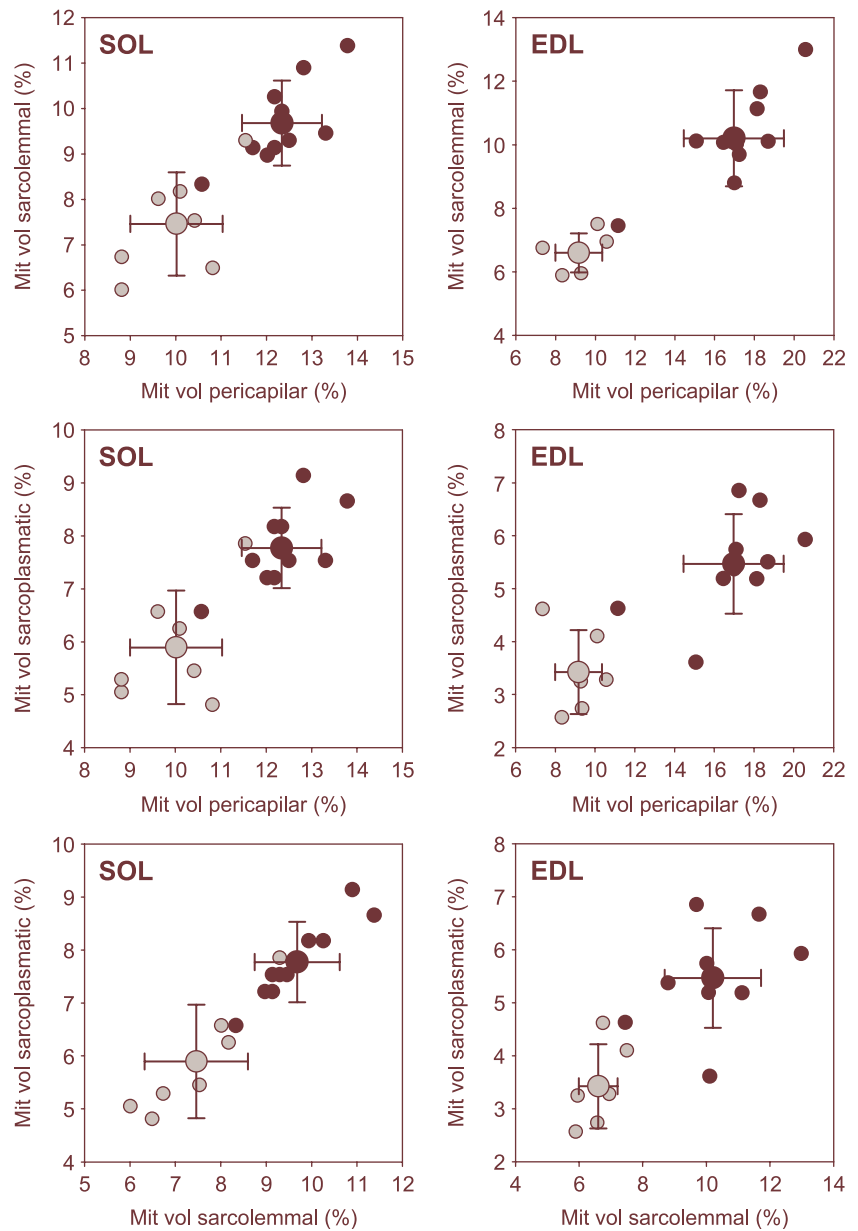 SOL
Mit vol sarcolemmal (%)
12
11
10
9
8
7
6
5
8 9 10 11 12 13 14 15
Mit vol pericapilar (%)
EDL
Mit vol sarcolemmal (%)
14
12
10
8
6
4
6 8 10 12 14 16 18 20 22
Mit vol pericapilar (%)
SOL
Mit vol sarcoplasmatic (%)
10
9
8
7
6
5
4
8 9 10 11 12 13 14 15
Mit vol pericapilar (%)
EDL
Mit vol sarcoplasmatic (%)
8
7
6
5
4
3
2
6 8 10 12 14 16 18 20 22
Mit vol pericapilar (%)
SOL
Mit vol sarcoplasmatic (%)
10
9
8
7
6
5
4
5 6 7 8 9 10 11 12
Mit vol sarcolemmal (%)
EDL
Mit vol sarcoplasmatic (%)
8
7
6
5
4
3
2
4 6 8 10 12 14
Mit vol sarcolemmal (%)